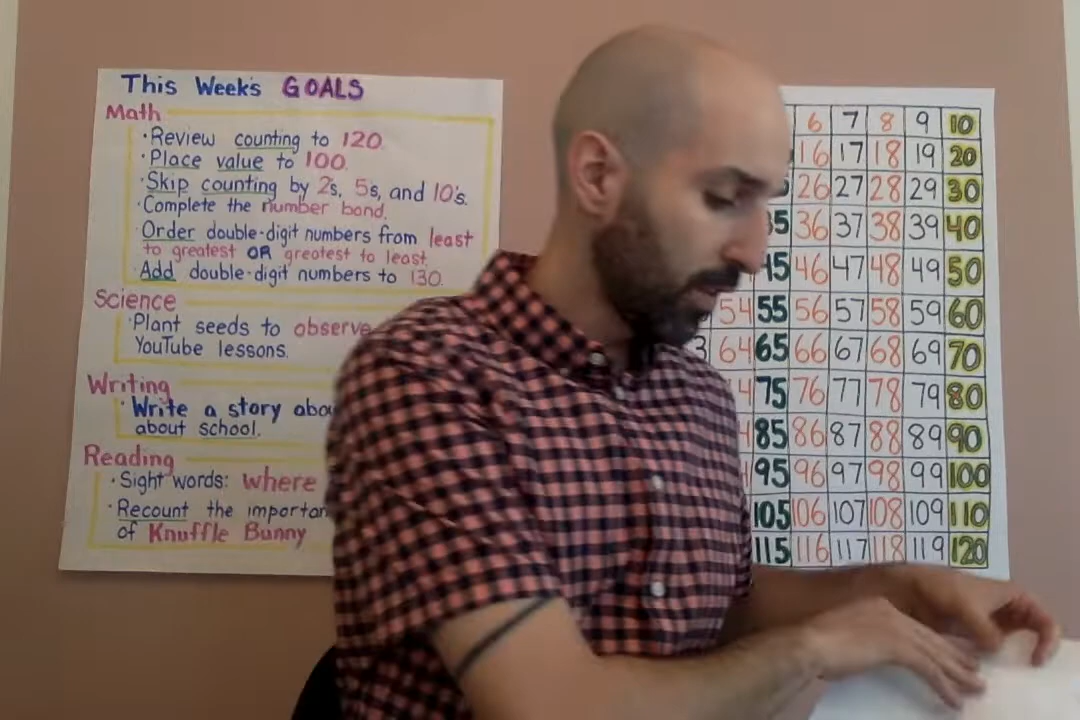 This Week's GOALS
Math
·Review counting to 120.
·Place value to 100.
·Skip counting by 2's, 5's, and 10's.
·Complete the number bond.
·Order double-digit numbers from least
to greatest OR greatest to least.
·Add double-digit numbers to 130.
Science
·Plant seeds to observe
YouTube lessons.
Writing
·Write a story
about school.
Reading
·Sight words: where
·Recount the
of Knuffle Bunny
6 7 8 9 10
16 17 18 19 20
26 27 28 29 30
36 37 38 39 40
46 47 48 49 50
54 55 56 57 58 59 60
64 65 66 67 68 69 70
75 76 77 78 79 80
85 86 87 88 89 90
95 96 97 98 99 100
105 106 107 108 109 110
115 116 117 118 119 120